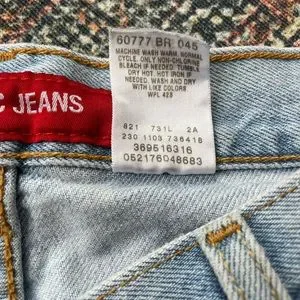 60777 BR 045
MACHINE WASH WARM. NORMAL
CYCLE. ONLY NON-CHLORINE
BLEACH IF NEEDED. TUMBLE
DRY HOT. HOT IRON IF
NEEDED. WASH AND DRY
WITH LIKE COLORS
WPL 423
C JEANS
821 731L 2A
230 1103 736418
369516316
052176048683